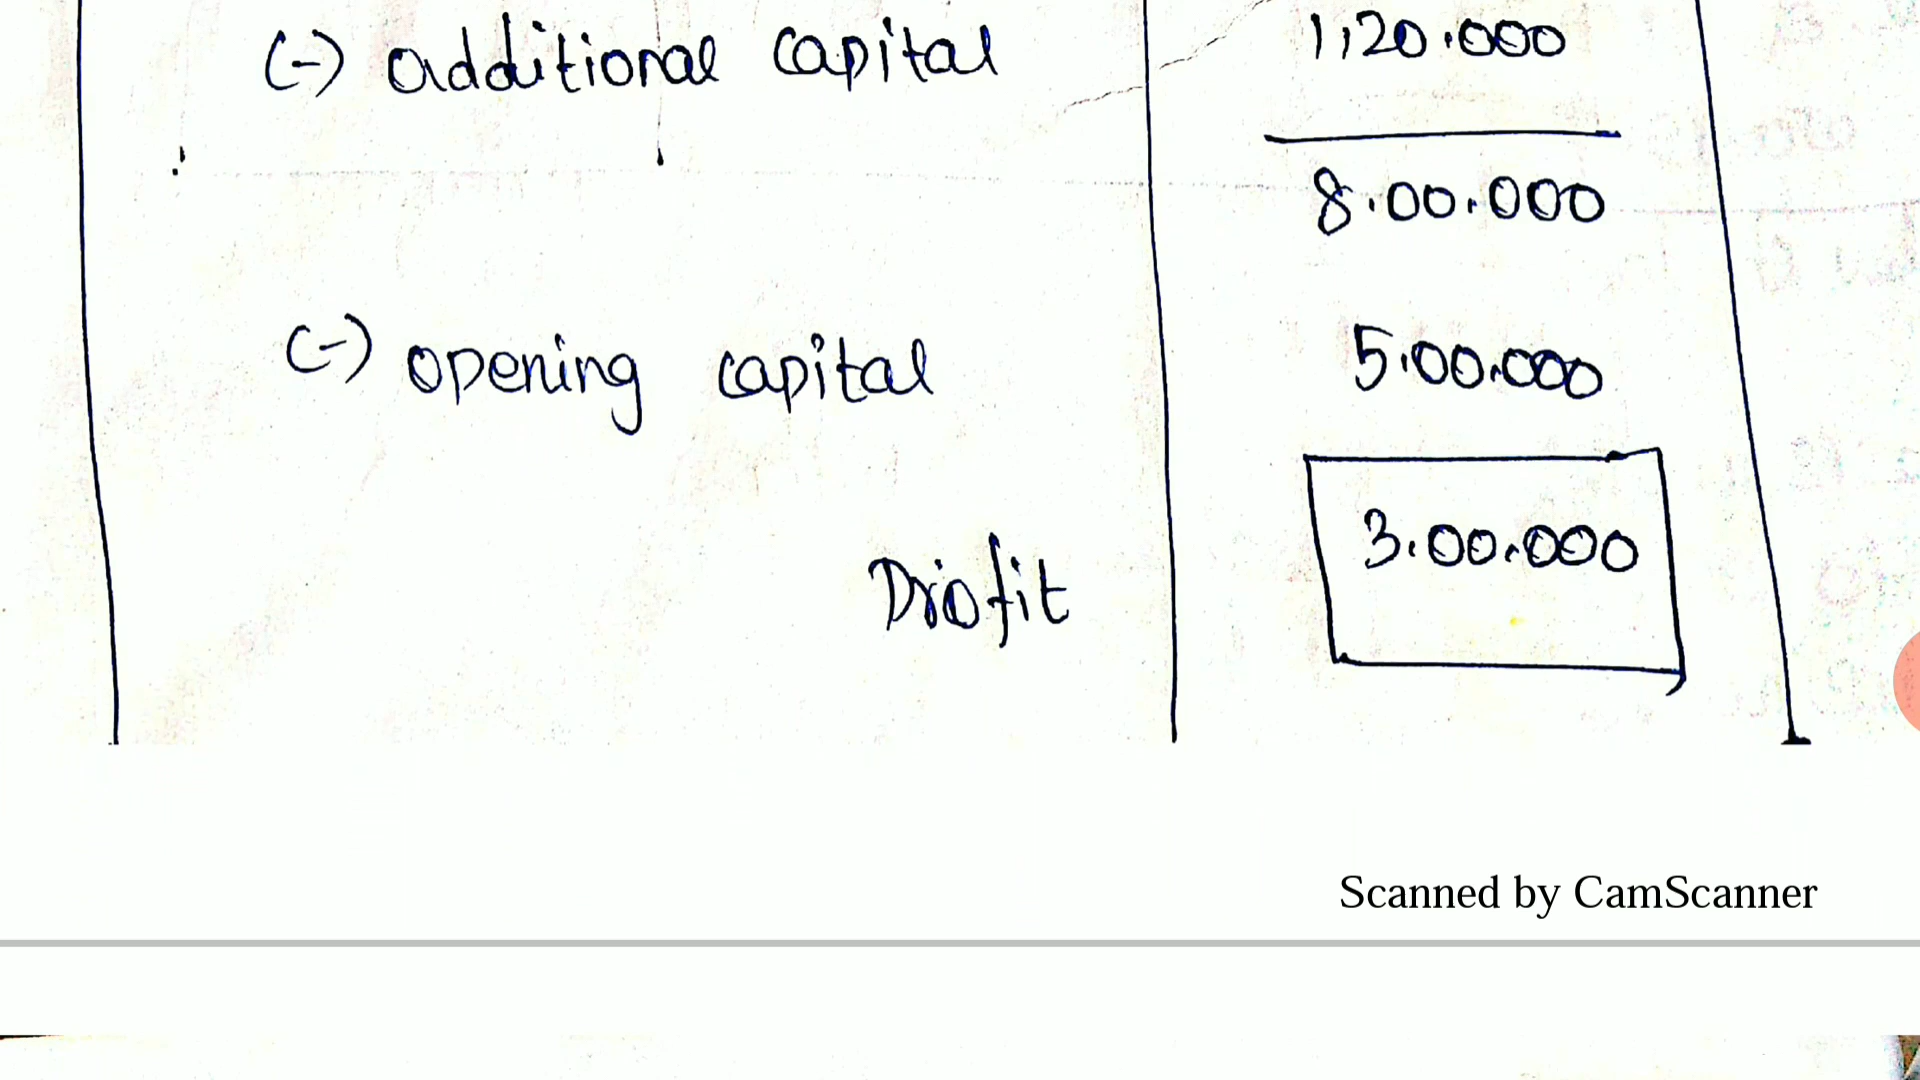 (-) additional capital 1,20.000
8.00.000
(-) opening capital 5.00.000
Profit 3.00.000
Scanned by CamScanner